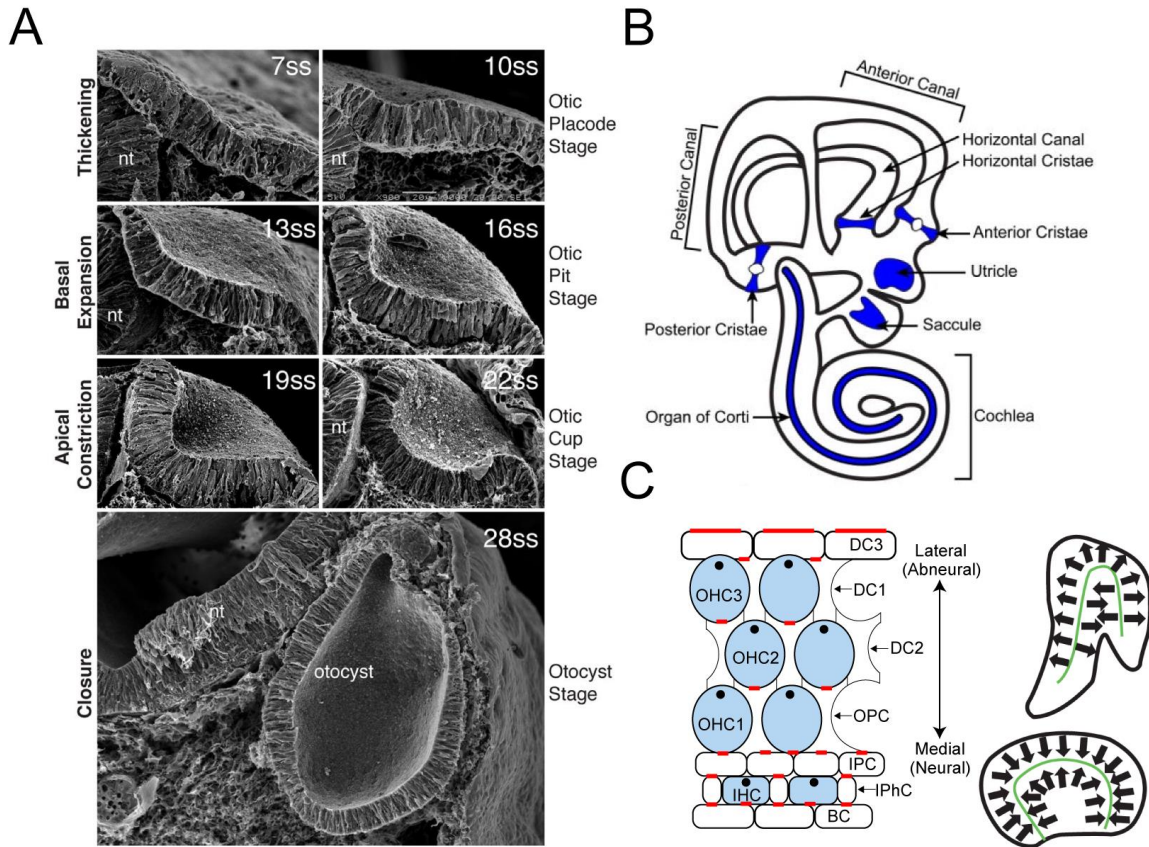 A
Thickening
7ss
nt
10ss
nt
5kV X900 20μm
Otic
Placode
Stage
Basal
Expansion
13ss
nt
16ss
Otic
Pit
Stage
Apical
Constriction
19ss
22ss
nt
Otic
Cup
Stage
Closure
28ss
nt
otocyst
Otocyst
Stage
B
Anterior Canal
Posterior Canal
Horizontal Canal
Horizontal Cristae
Anterior Cristae
Utricle
Posterior Cristae
Saccule
Organ of Corti
Cochlea
C
DC3
OHC3
DC1
OHC2
DC2
OHC1
OPC
IPC
IHC
IPhC
BC
Lateral
(Abneural)
Medial
(Neural)